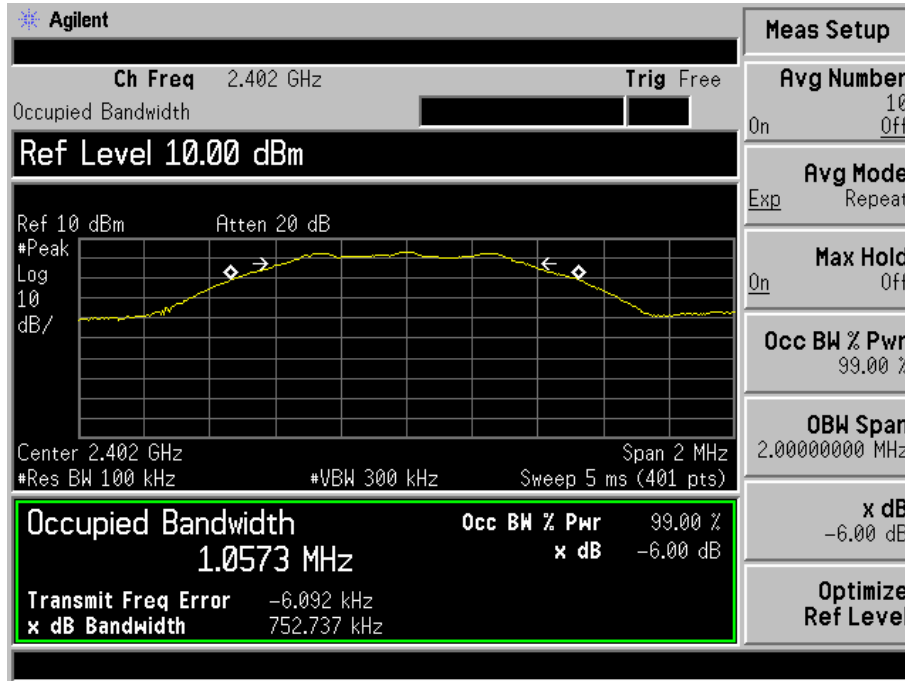 Agilent
Ch Freq 2.402 GHz Trig Free
Occupied Bandwidth
Ref Level 10.00 dBm
Ref 10 dBm Atten 20 dB
#Peak
Log
10
dB/
Center 2.402 GHz Span 2 MHz
#Res BW 100 kHz #VBW 300 kHz Sweep 5 ms (401 pts)
Occupied Bandwidth
1.0573 MHz
Occ BW % Pwr 99.00 %
x dB -6.00 dB
Transmit Freq Error -6.092 kHz
x dB Bandwidth 752.737 kHz
Meas Setup
Avg Number
10
On Off
Avg Mode
Exp Repeat
Max Hold
On Off
Occ BW % Pwr
99.00 %
OBW Span
2.00000000 MHz
x dB
-6.00 dB
Optimize
Ref Level